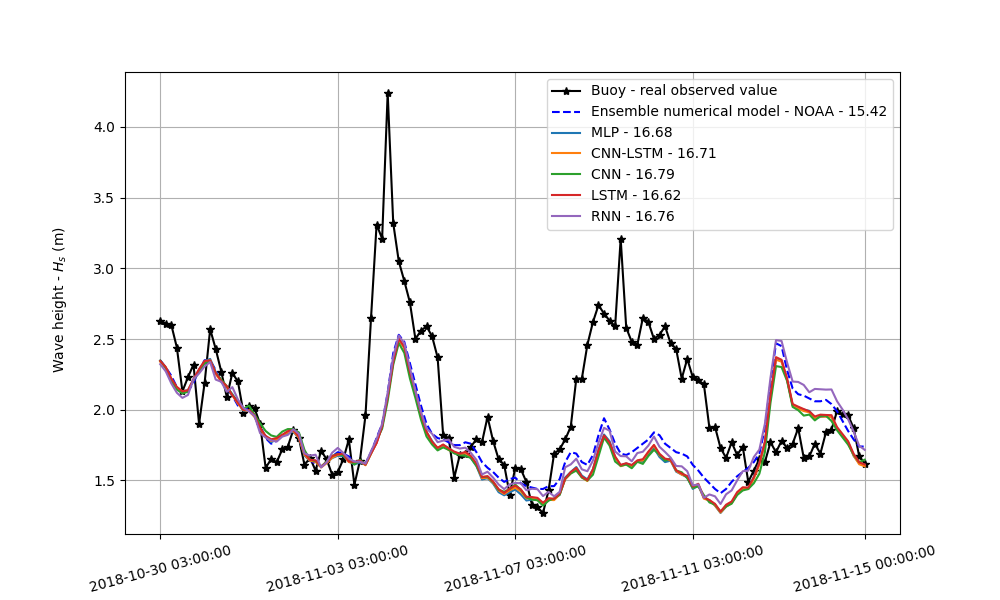 Buoy - real observed value
Ensemble numerical model - NOAA - 15.42
MLP - 16.68
CNN-LSTM - 16.71
CNN - 16.79
LSTM - 16.62
RNN - 16.76
Wave height - Hs (m)
4.0
3.5
3.0
2.5
2.0
1.5
2018-10-30 03:00:00
2018-11-03 03:00:00
2018-11-07 03:00:00
2018-11-11 03:00:00
2018-11-15 00:00:00